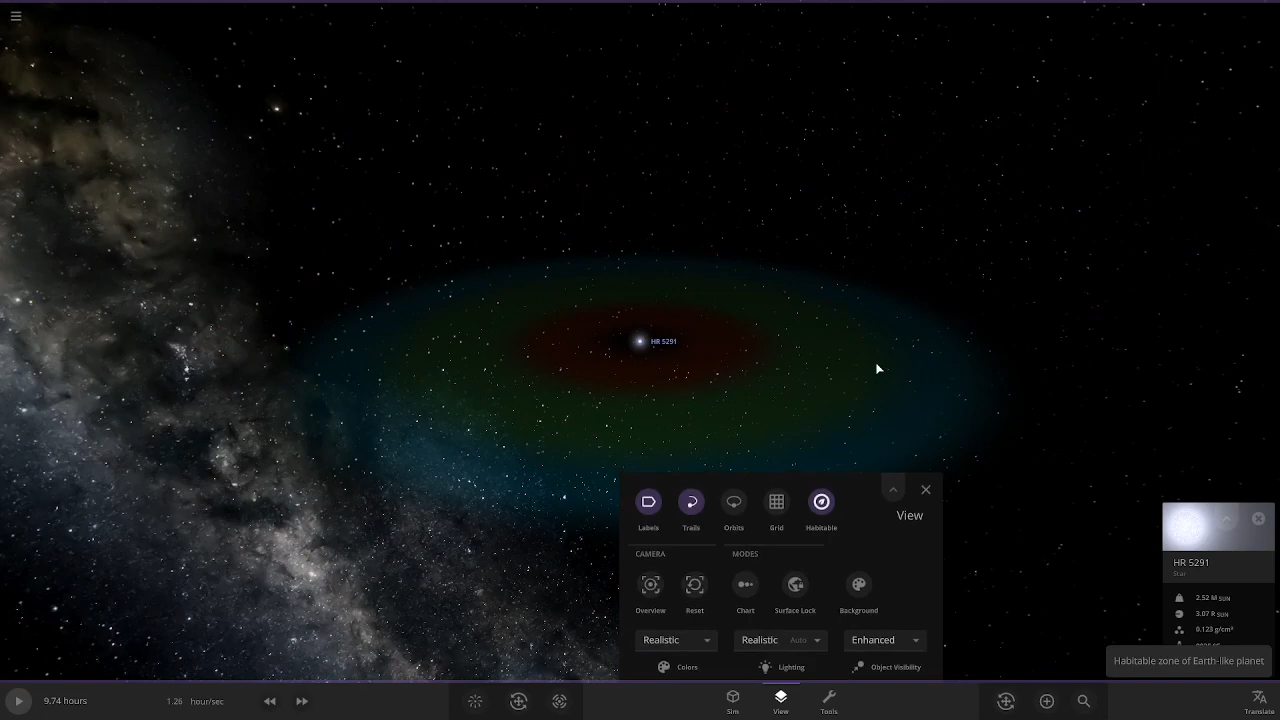 HR 5291
View
Labels
Trails
Orbits
Grid
Habitable
CAMERA
MODES
Overview
Reset
Chart
Surface Lock
Background
Realistic
Realistic Auto
Enhanced
Colors
Lighting
Object Visibility
HR 5291
Star
2.52 M SUN
3.07 R SUN
0.123 g/cm³
Habitable zone of Earth-like planet
9.74 hours
1.26 hour/sec
Sim
View
Tools
Translate